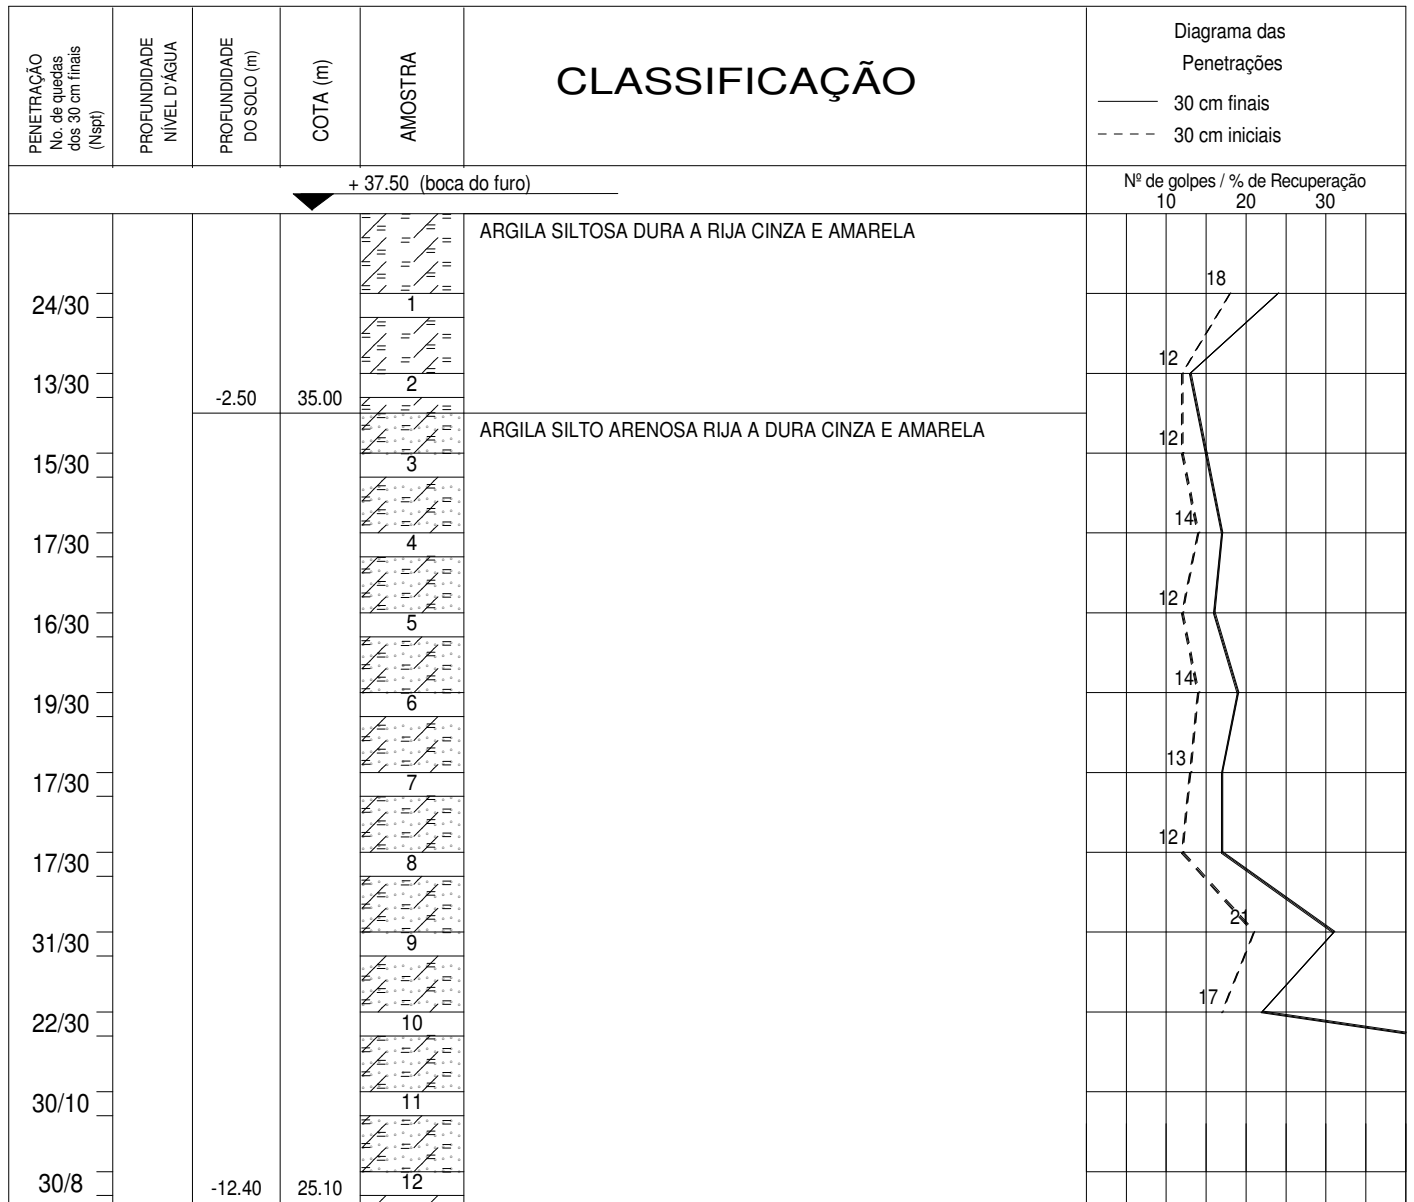 PENETRAÇÃO
No. de quedas
dos 30 cm finais
(Nspt)
PROFUNDIDADE
NÍVEL D'ÁGUA
PROFUNDIDADE
DO SOLO (m)
COTA (m)
AMOSTRA
CLASSIFICAÇÃO
Diagrama das
Penetrações
30 cm finais
30 cm iniciais
+ 37.50 (boca do furo)
Nº de golpes / % de Recuperação
10 20 30
ARGILA SILTOSA DURA A RIJA CINZA E AMARELA
18
24/30 1
12
13/30 2
-2.50 35.00
ARGILA SILTO ARENOSA RIJA A DURA CINZA E AMARELA
12
15/30 3
14
17/30 4
12
16/30 5
14
19/30 6
13
17/30 7
12
17/30 8
21
31/30 9
17
22/30 10
30/10 11
30/8 -12.40 25.10 12